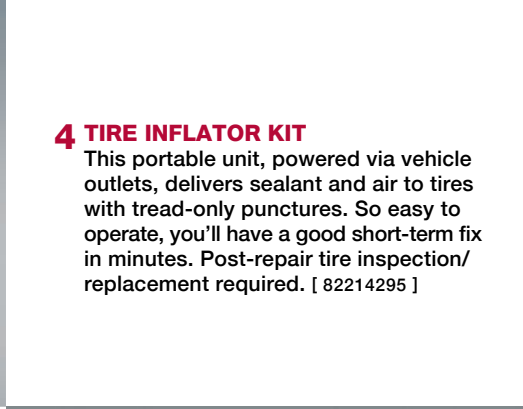 4 TIRE INFLATOR KIT
This portable unit, powered via vehicle
outlets, delivers sealant and air to tires
with tread-only punctures. So easy to
operate, you’ll have a good short-term fix
in minutes. Post-repair tire inspection/
replacement required. [ 82214295 ]